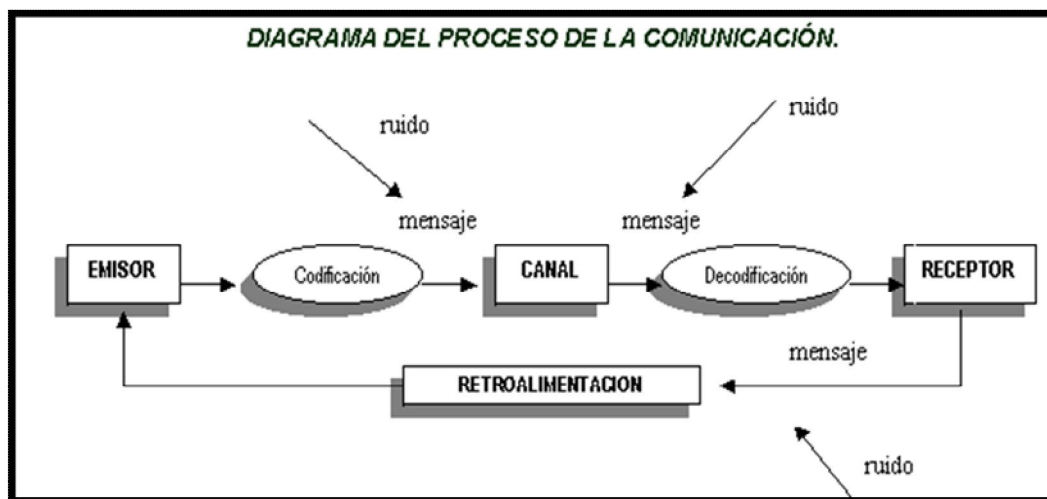 DIAGRAMA DEL PROCESO DE LA COMUNICACIÓN.
ruido
ruido
mensaje
mensaje
EMISOR
Codificación
CANAL
Decodificación
RECEPTOR
mensaje
RETROALIMENTACION
ruido